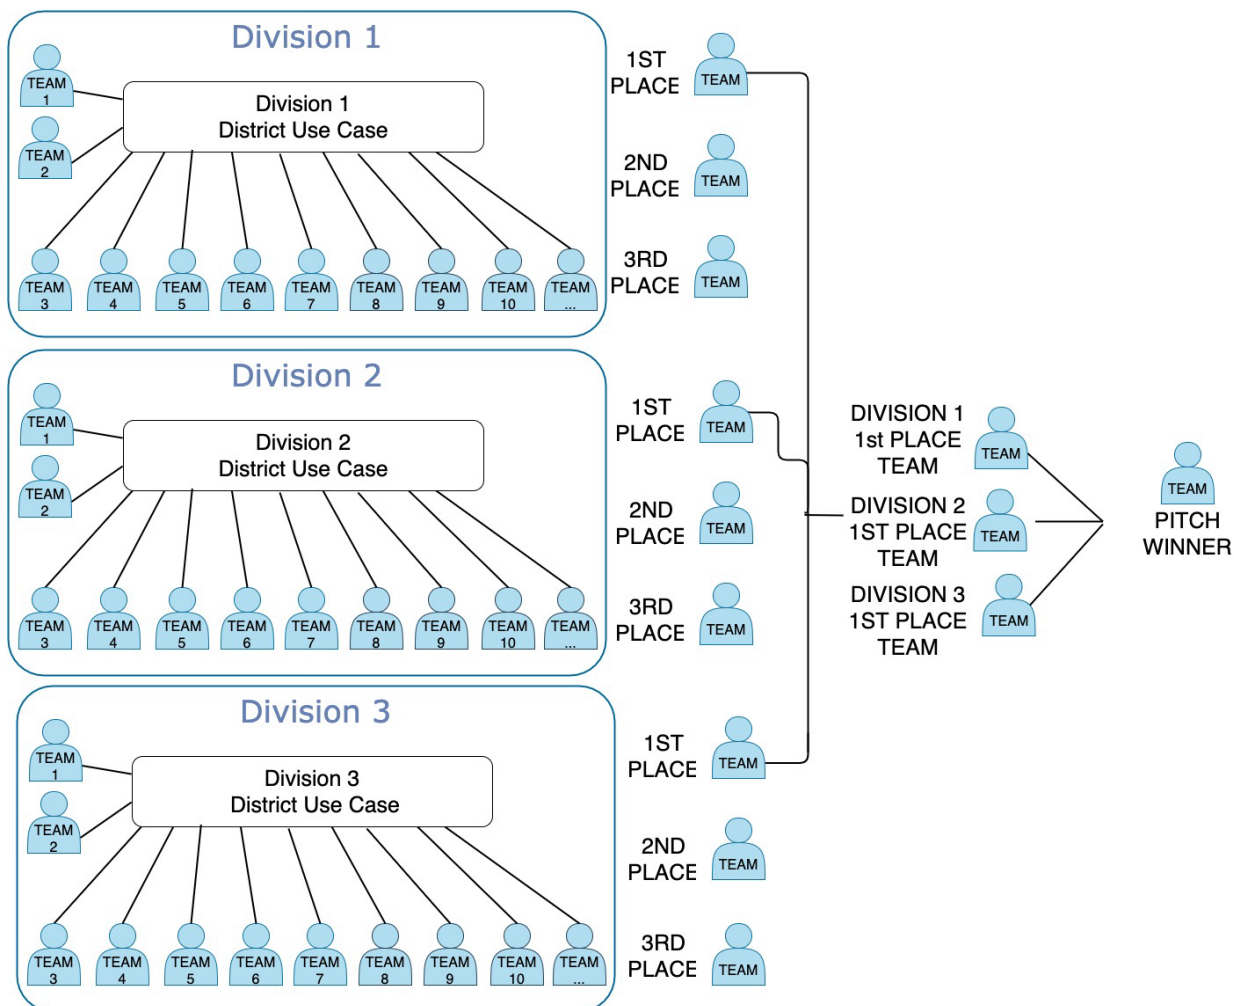 Division 1
TEAM
1
Division 1
District Use Case
TEAM
2
TEAM
3
TEAM
4
TEAM
5
TEAM
6
TEAM
7
TEAM
8
TEAM
9
TEAM
10
TEAM
...
1ST
PLACE
TEAM
2ND
PLACE
TEAM
3RD
PLACE
TEAM
Division 2
TEAM
1
Division 2
District Use Case
TEAM
2
TEAM
3
TEAM
4
TEAM
5
TEAM
6
TEAM
7
TEAM
8
TEAM
9
TEAM
10
TEAM
...
1ST
PLACE
TEAM
2ND
PLACE
TEAM
3RD
PLACE
TEAM
Division 3
TEAM
1
Division 3
District Use Case
TEAM
2
TEAM
3
TEAM
4
TEAM
5
TEAM
6
TEAM
7
TEAM
8
TEAM
9
TEAM
10
TEAM
...
1ST
PLACE
TEAM
2ND
PLACE
TEAM
3RD
PLACE
TEAM
DIVISION 1
1st PLACE
TEAM
TEAM
DIVISION 2
1ST PLACE
TEAM
TEAM
DIVISION 3
1ST PLACE
TEAM
TEAM
TEAM
PITCH
WINNER